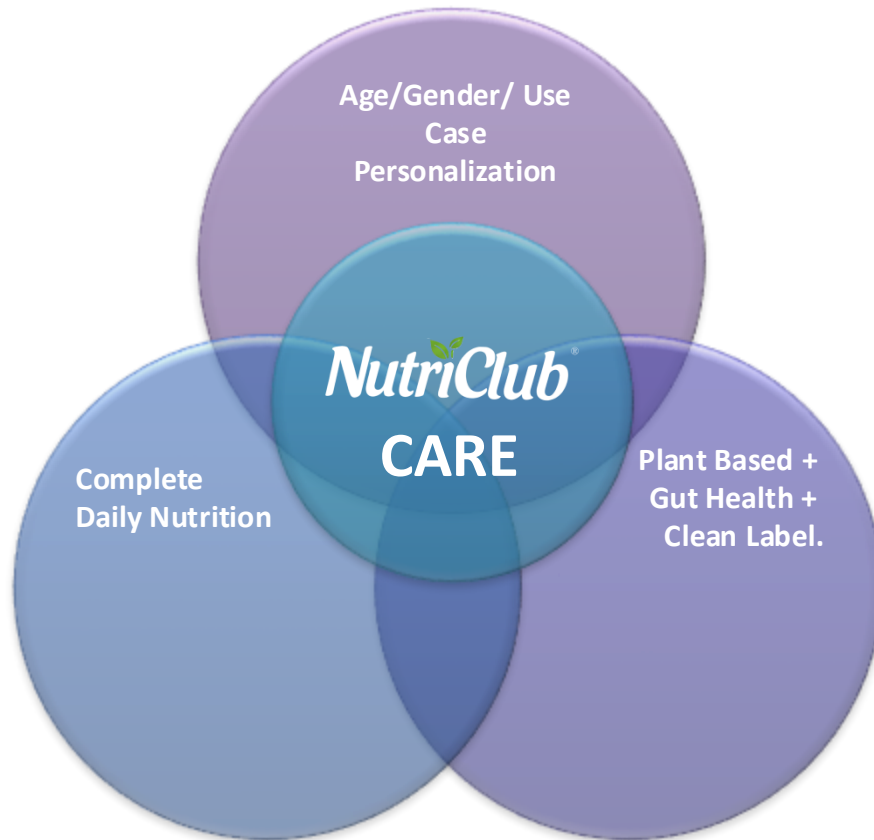 Age/Gender/ Use
Case
Personalization
NutriClub®
CARE
Complete
Daily Nutrition
Plant Based +
Gut Health +
Clean Label.